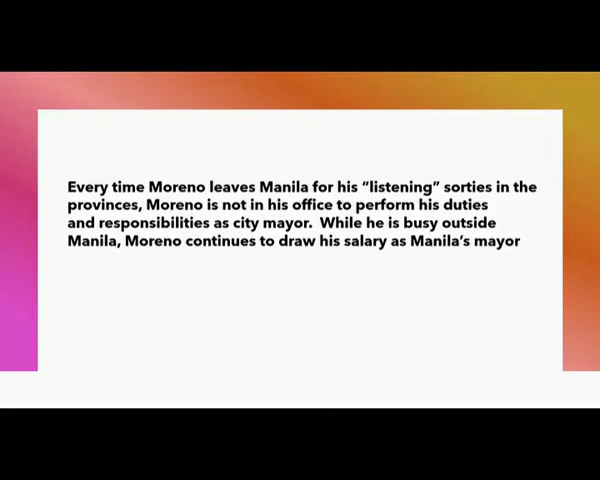 Every time Moreno leaves Manila for his “listening” sorties in the
provinces, Moreno is not in his office to perform his duties
and responsibilities as city mayor.  While he is busy outside
Manila, Moreno continues to draw his salary as Manila’s mayor